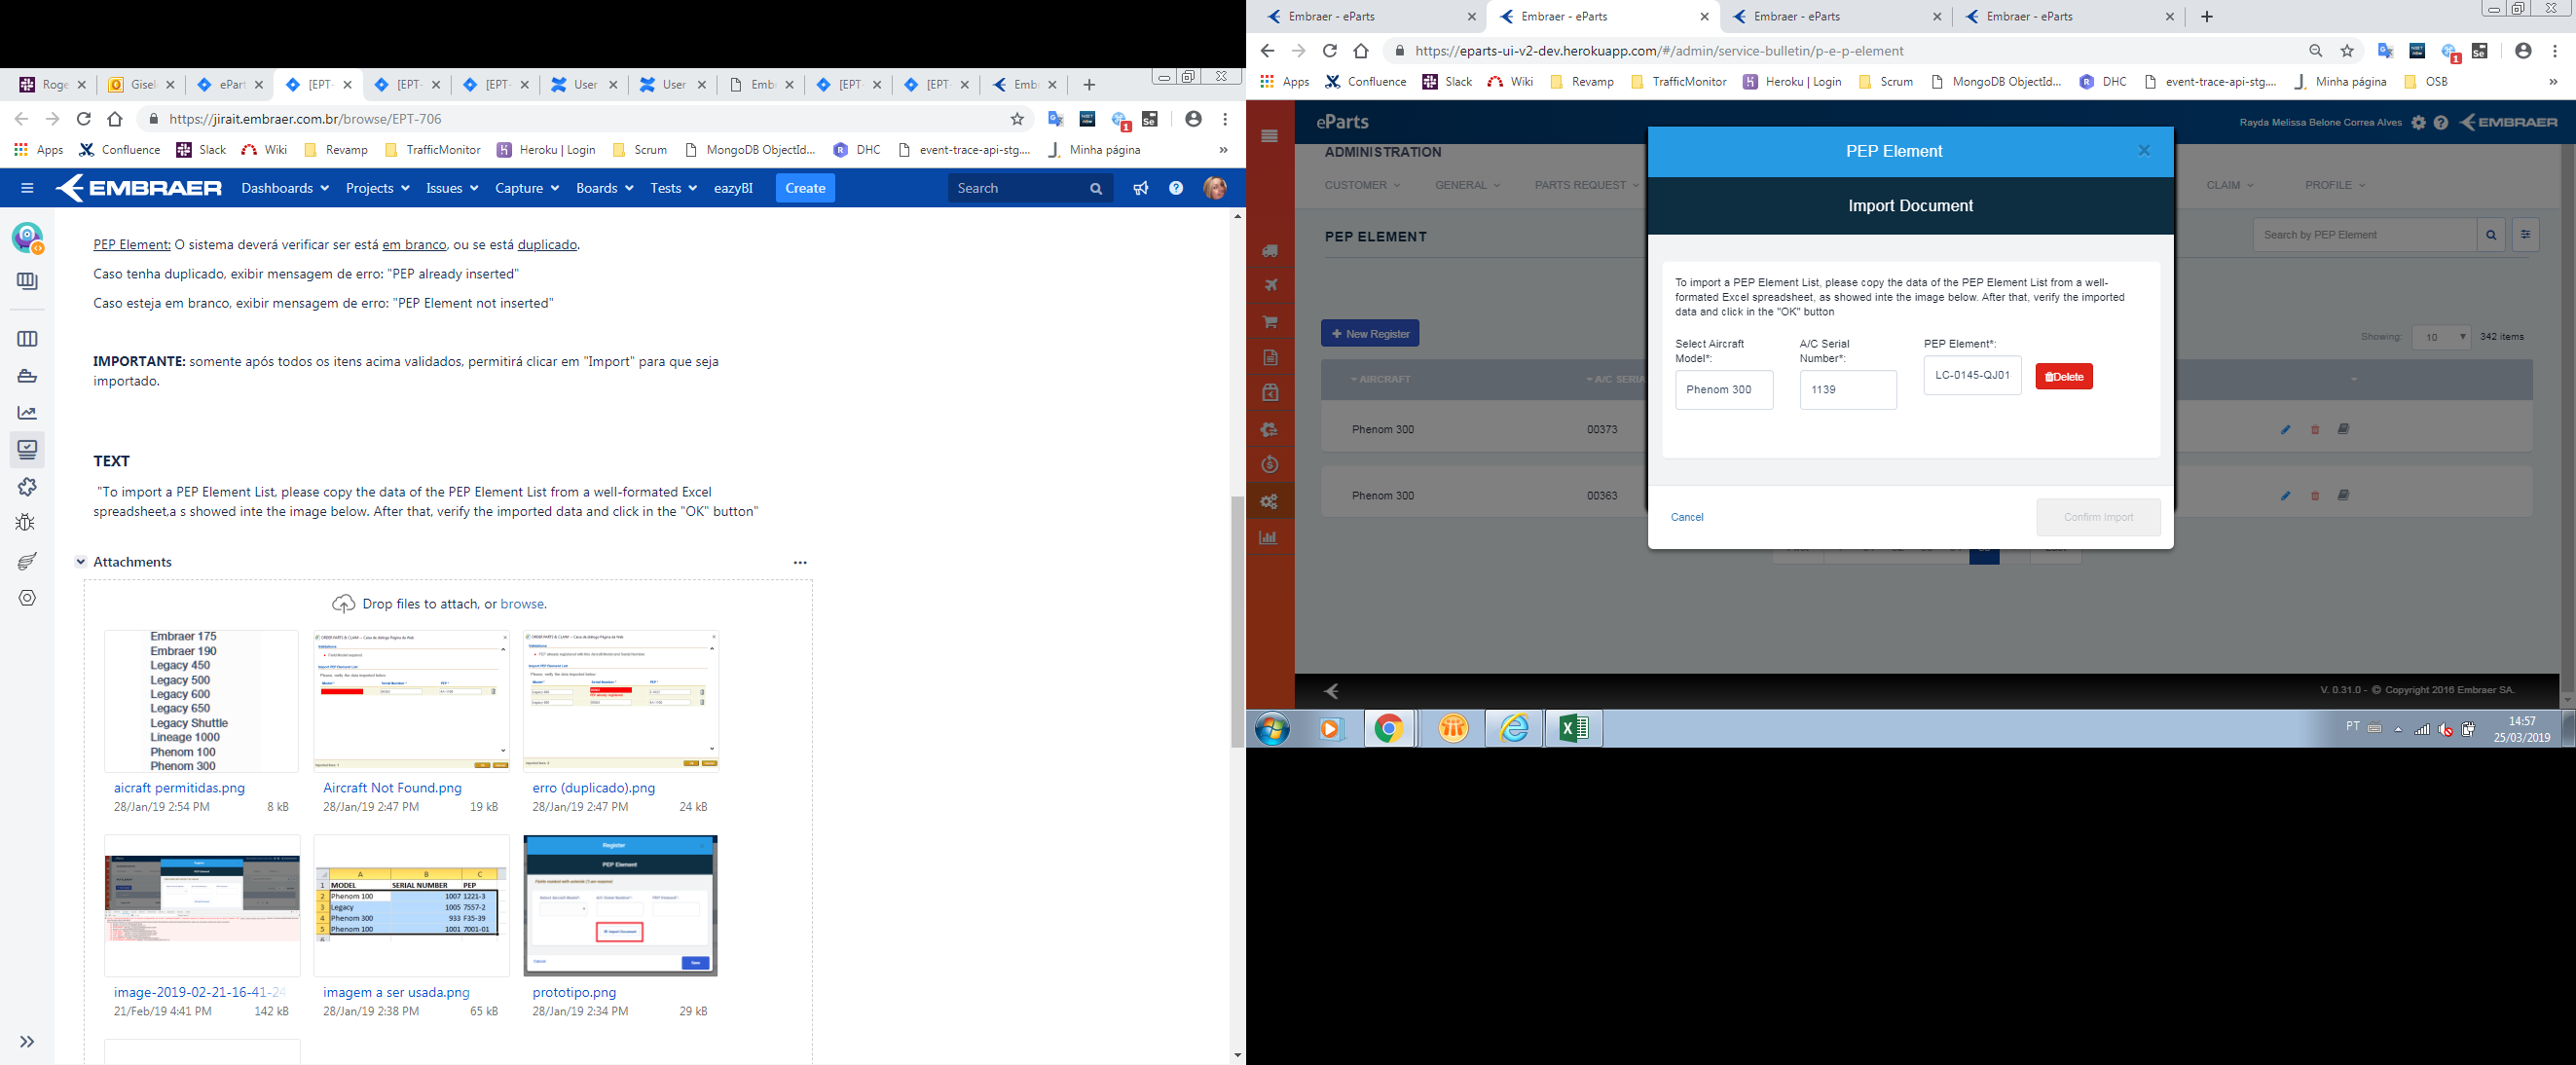 Roge
Gisel
ePart
[EPT-
[EPT-
[EPT-
User
User
Embr
[EPT-
[EPT-
Emb
https://jirait.embraer.com.br/browse/EPT-706
Apps
Confluence
Slack
Wiki
Revamp
TrafficMonitor
Heroku | Login
Scrum
MongoDB ObjectId...
DHC
event-trace-api-stg....
Minha página
»
EMBRAER
Dashboards
Projects
Issues
Capture
Boards
Tests
eazyBI
Create
Search
PEP Element: O sistema deverá verificar ser está em branco, ou se está duplicado.
Caso tenha duplicado, exibir mensagem de erro: "PEP already inserted"
Caso esteja em branco, exibir mensagem de erro: "PEP Element not inserted"
IMPORTANTE: somente após todos os itens acima validados, permitirá clicar em "Import" para que seja
importado.
TEXT
"To import a PEP Element List, please copy the data of the PEP Element List from a well-formated Excel
spreadsheet,a s showed inte the image below. After that, verify the imported data and click in the "OK" button"
Attachments
Drop files to attach, or browse.
Embraer 175
Embraer 190
Legacy 450
Legacy 500
Legacy 600
Legacy 650
Legacy Shuttle
Lineage 1000
Phenom 100
Phenom 300
aicraft permitidas.png
28/Jan/19 2:54 PM 8 kB
Aircraft Not Found.png
28/Jan/19 2:47 PM 19 kB
erro (duplicado).png
28/Jan/19 2:47 PM 24 kB
image-2019-02-21-16-41-24
21/Feb/19 4:41 PM 142 kB
A B C
1 MODEL SERIAL NUMBER PEP
2 Phenom 100 1007 1221-3
3 Legacy 1005 7557-2
4 Phenom 300 933 F35-39
5 Phenom 100 1001 7001-01
imagem a ser usada.png
28/Jan/19 2:38 PM 65 kB
Register
PEP Element
prototipo.png
28/Jan/19 2:34 PM 29 kB
Embraer - eParts
Embraer - eParts
Embraer - eParts
Embraer - eParts
https://eparts-ui-v2-dev.herokuapp.com/#/admin/service-bulletin/p-e-p-element
Apps
Confluence
Slack
Wiki
Revamp
TrafficMonitor
Heroku | Login
Scrum
MongoDB ObjectId...
DHC
event-trace-api-stg....
Minha página
OSB
»
eParts
Rayda Melissa Belone Correa Alves
EMBRAER
ADMINISTRATION
CUSTOMER
GENERAL
PARTS REQUEST
CLAIM
PROFILE
PEP ELEMENT
Search by PEP Element
New Register
Showing: 10 342 items
AIRCRAFT
A/C SERIA
Phenom 300 00373
Phenom 300 00363
PEP Element
Import Document
To import a PEP Element List, please copy the data of the PEP Element List from a well-
formated Excel spreadsheet, as showed inte the image below. After that, verify the imported
data and click in the "OK" button
Select Aircraft
Model*:
Phenom 300
A/C Serial
Number*:
1139
PEP Element*:
LC-0145-QJ01
Delete
Cancel
Confirm Import
V. 0.31.0 - © Copyright 2016 Embraer SA.
PT
14:57
25/03/2019